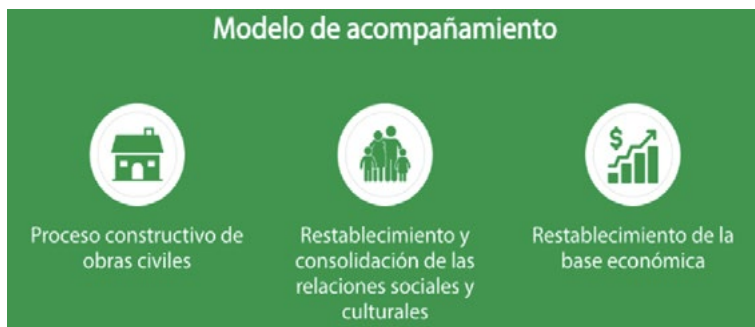 Modelo de acompañamiento
$
Proceso constructivo de
obras civiles
Restablecimiento y
consolidación de las
relaciones sociales y
culturales
Restablecimiento de la
base económica